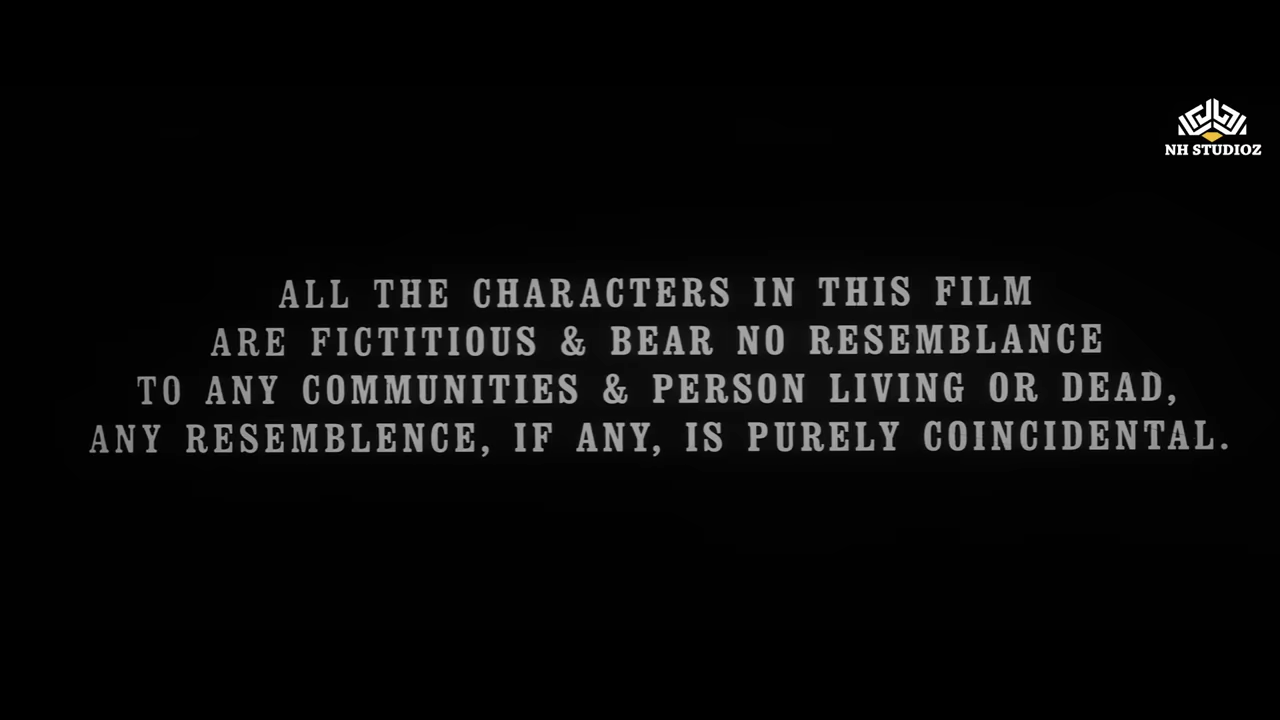 NH STUDIOZ
ALL THE CHARACTERS IN THIS FILM
ARE FICTITIOUS & BEAR NO RESEMBLANCE
TO ANY COMMUNITIES & PERSON LIVING OR DEAD,
ANY RESEMBLENCE, IF ANY, IS PURELY COINCIDENTAL.